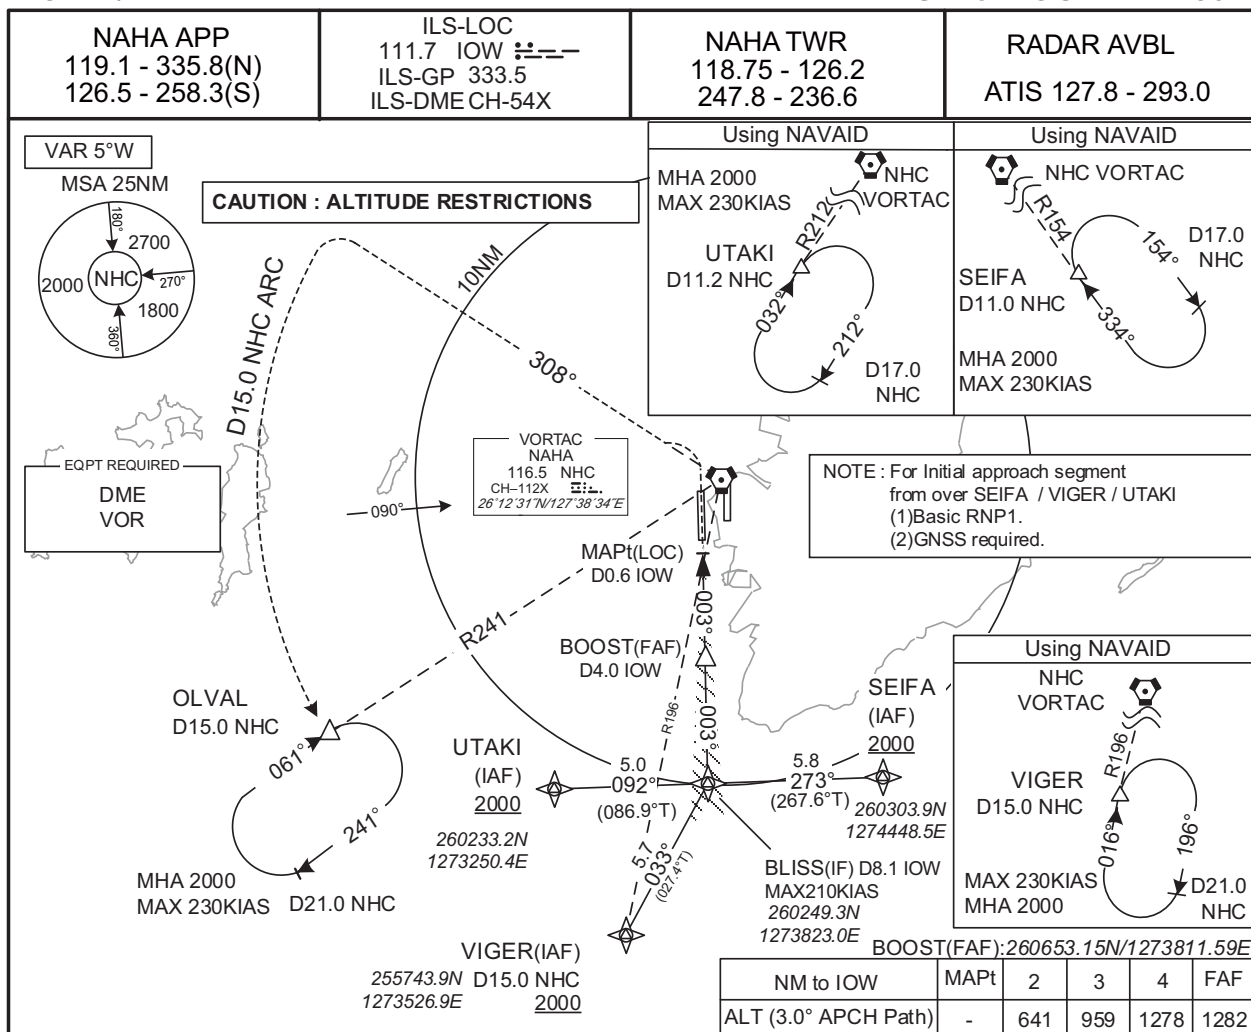 NAHA APP
119.1 - 335.8(N)
126.5 - 258.3(S)
ILS-LOC
111.7 IOW
ILS-GP 333.5
ILS-DME CH-54X
NAHA TWR
118.75 - 126.2
247.8 - 236.6
RADAR AVBL
ATIS 127.8 - 293.0
VAR 5°W
MSA 25NM
180°
2700
2000
NHC
270°
1800
360°
CAUTION : ALTITUDE RESTRICTIONS
Using NAVAID
MHA 2000
MAX 230KIAS
NHC
VORTAC
R212
UTAKI
D11.2 NHC
032°
212°
D17.0
NHC
Using NAVAID
NHC VORTAC
R154
154°
D17.0
NHC
SEIFA
D11.0 NHC
334°
MHA 2000
MAX 230KIAS
D15.0 NHC ARC
10NM
308°
EQPT REQUIRED
DME
VOR
090°
VORTAC
NAHA
116.5 NHC
CH–112X
26°12'31"N/127°38'34"E
NOTE : For Initial approach segment
from over SEIFA / VIGER / UTAKI
(1)Basic RNP1.
(2)GNSS required.
MAPt(LOC)
D0.6 IOW
003°
R241
BOOST(FAF)
D4.0 IOW
003°
R196
OLVAL
D15.0 NHC
061°
241°
MHA 2000
MAX 230KIAS
D21.0 NHC
UTAKI
(IAF)
2000
260233.2N
1273250.4E
5.0
092°
(086.9°T)
SEIFA
(IAF)
2000
5.8
273°
(267.6°T)
260303.9N
1274448.5E
5.7
033°
(027.4°T)
BLISS(IF) D8.1 IOW
MAX210KIAS
260249.3N
1273823.0E
VIGER(IAF)
D15.0 NHC
2000
255743.9N
1273526.9E
Using NAVAID
NHC
VORTAC
R196
VIGER
D15.0 NHC
016°
196°
MAX 230KIAS
MHA 2000
D21.0
NHC
BOOST(FAF):260653.15N/1273811.59E
NM to IOW MAPt 2 3 4 FAF
ALT (3.0° APCH Path) - 641 959 1278 1282